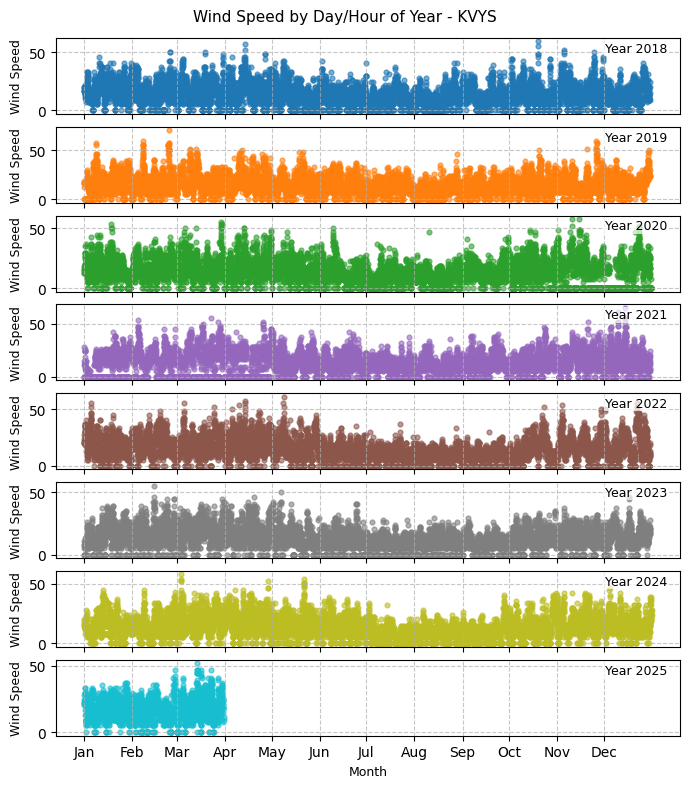 Wind Speed by Day/Hour of Year - KVYS
Wind Speed
50
0
Year 2018
Wind Speed
50
0
Year 2019
Wind Speed
50
0
Year 2020
Wind Speed
50
0
Year 2021
Wind Speed
50
0
Year 2022
Wind Speed
50
0
Year 2023
Wind Speed
50
0
Year 2024
Wind Speed
50
0
Year 2025
Jan Feb Mar Apr May Jun Jul Aug Sep Oct Nov Dec
Month